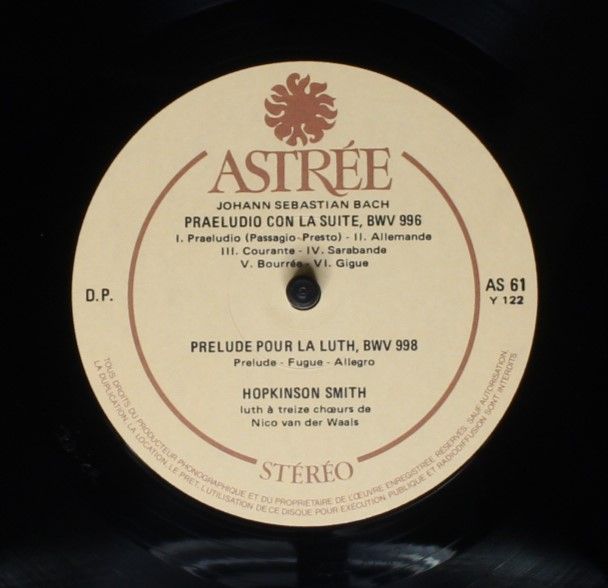 ASTRÉE
JOHANN SEBASTIAN BACH
PRAELUDIO CON LA SUITE, BWV 996
I. Praeludio (Passagio-Presto) - II. Allemande
III. Courante - IV. Sarabande
V. Bourrée - VI. Gigue
D.P.
AS 61
Y 122
PRELUDE POUR LA LUTH, BWV 998
Prelude - Fugue - Allegro
HOPKINSON SMITH
luth à treize chœurs de
Nico van der Waals
STÉRÉO
TOUS DROITS DU PRODUCTEUR PHONOGRAPHIQUE ET DU PROPRIETAIRE DE L'ŒUVRE ENREGISTREE RESERVES, SAUF AUTORISATION,
LA DUPLICATION, LA LOCATION, LE PRET, L'UTILISATION DE CE DISQUE POUR EXECUTION PUBLIQUE ET RADIODIFFUSION SONT INTERDITS